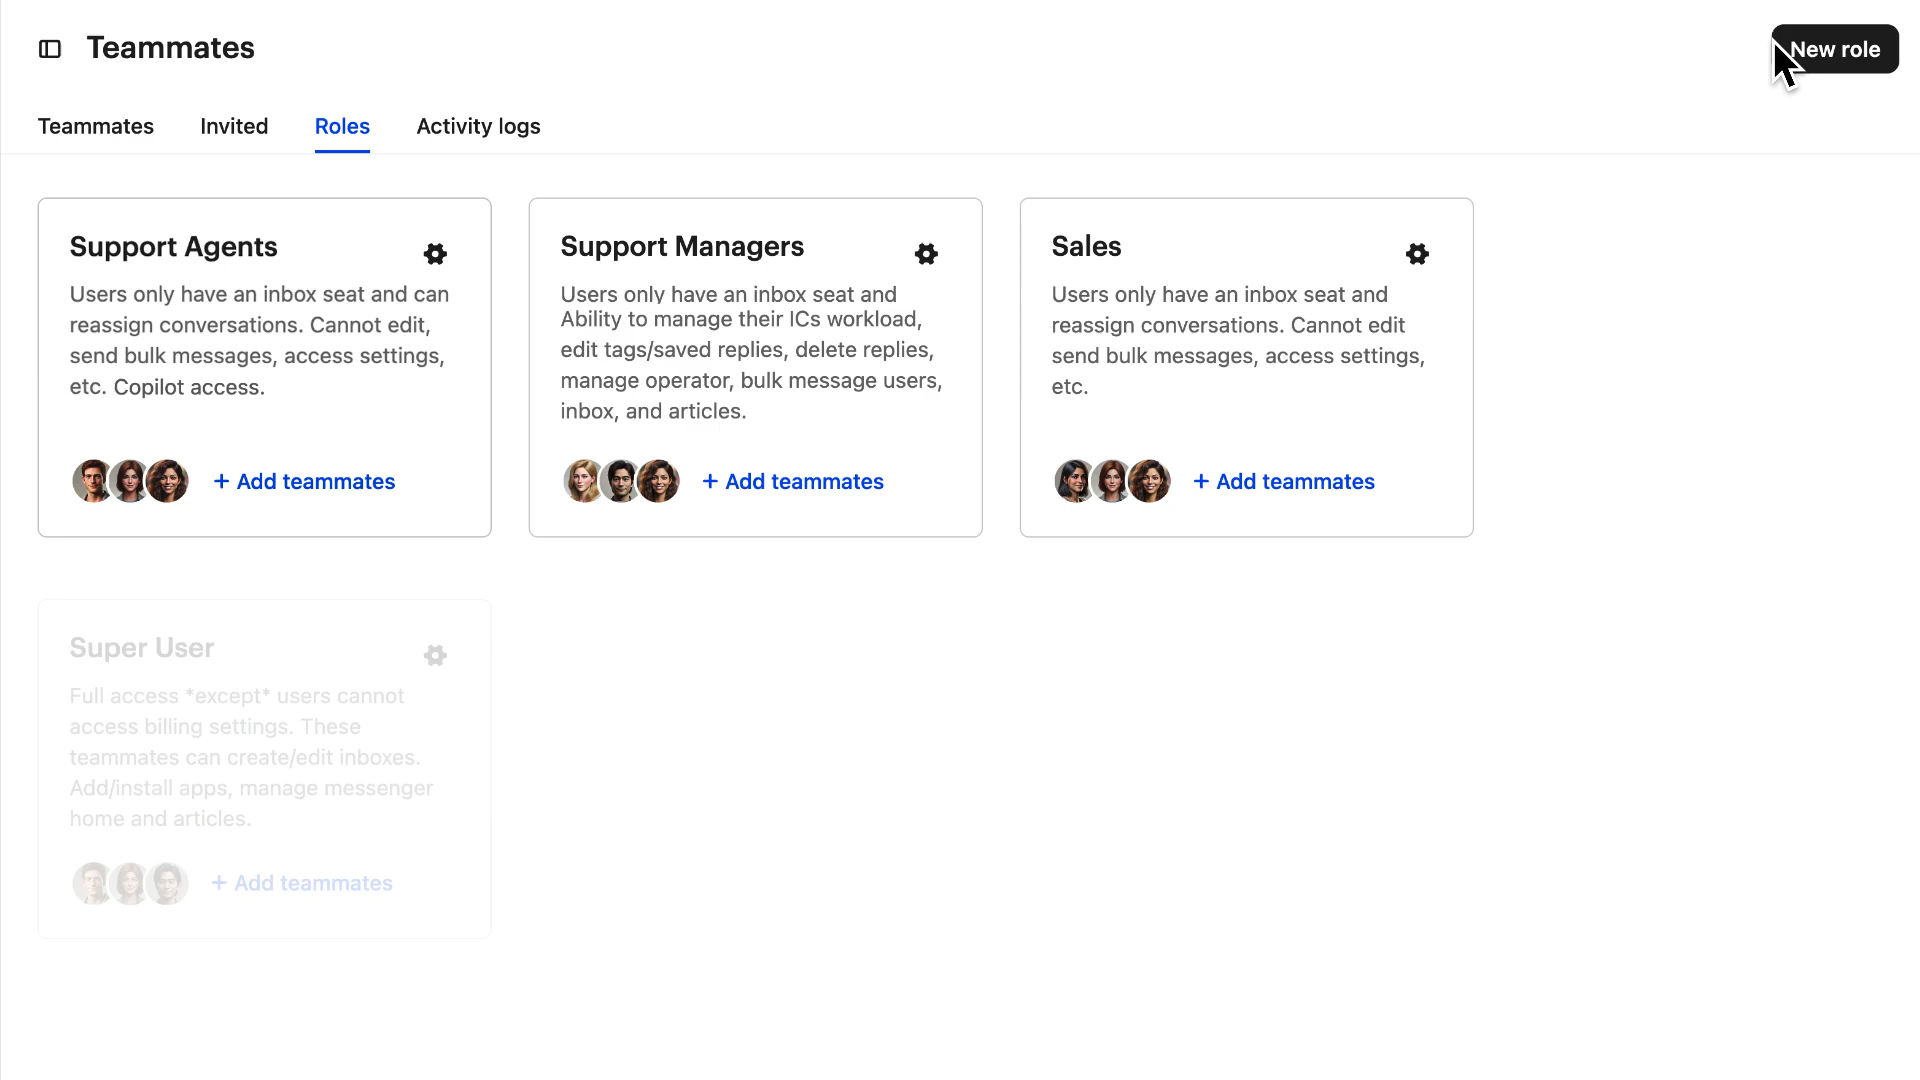 Teammates
New role
Teammates
Invited
Roles
Activity logs
Support Agents
Users only have an inbox seat and can
reassign conversations. Cannot edit,
send bulk messages, access settings,
etc. Copilot access.
+ Add teammates
Support Managers
Users only have an inbox seat and
Ability to manage their ICs workload,
edit tags/saved replies, delete replies,
manage operator, bulk message users,
inbox, and articles.
+ Add teammates
Sales
Users only have an inbox seat and
reassign conversations. Cannot edit
send bulk messages, access settings,
etc.
+ Add teammates
Super User
Full access *except* users cannot
access billing settings. These
teammates can create/edit inboxes.
Add/install apps, manage messenger
home and articles.
+ Add teammates